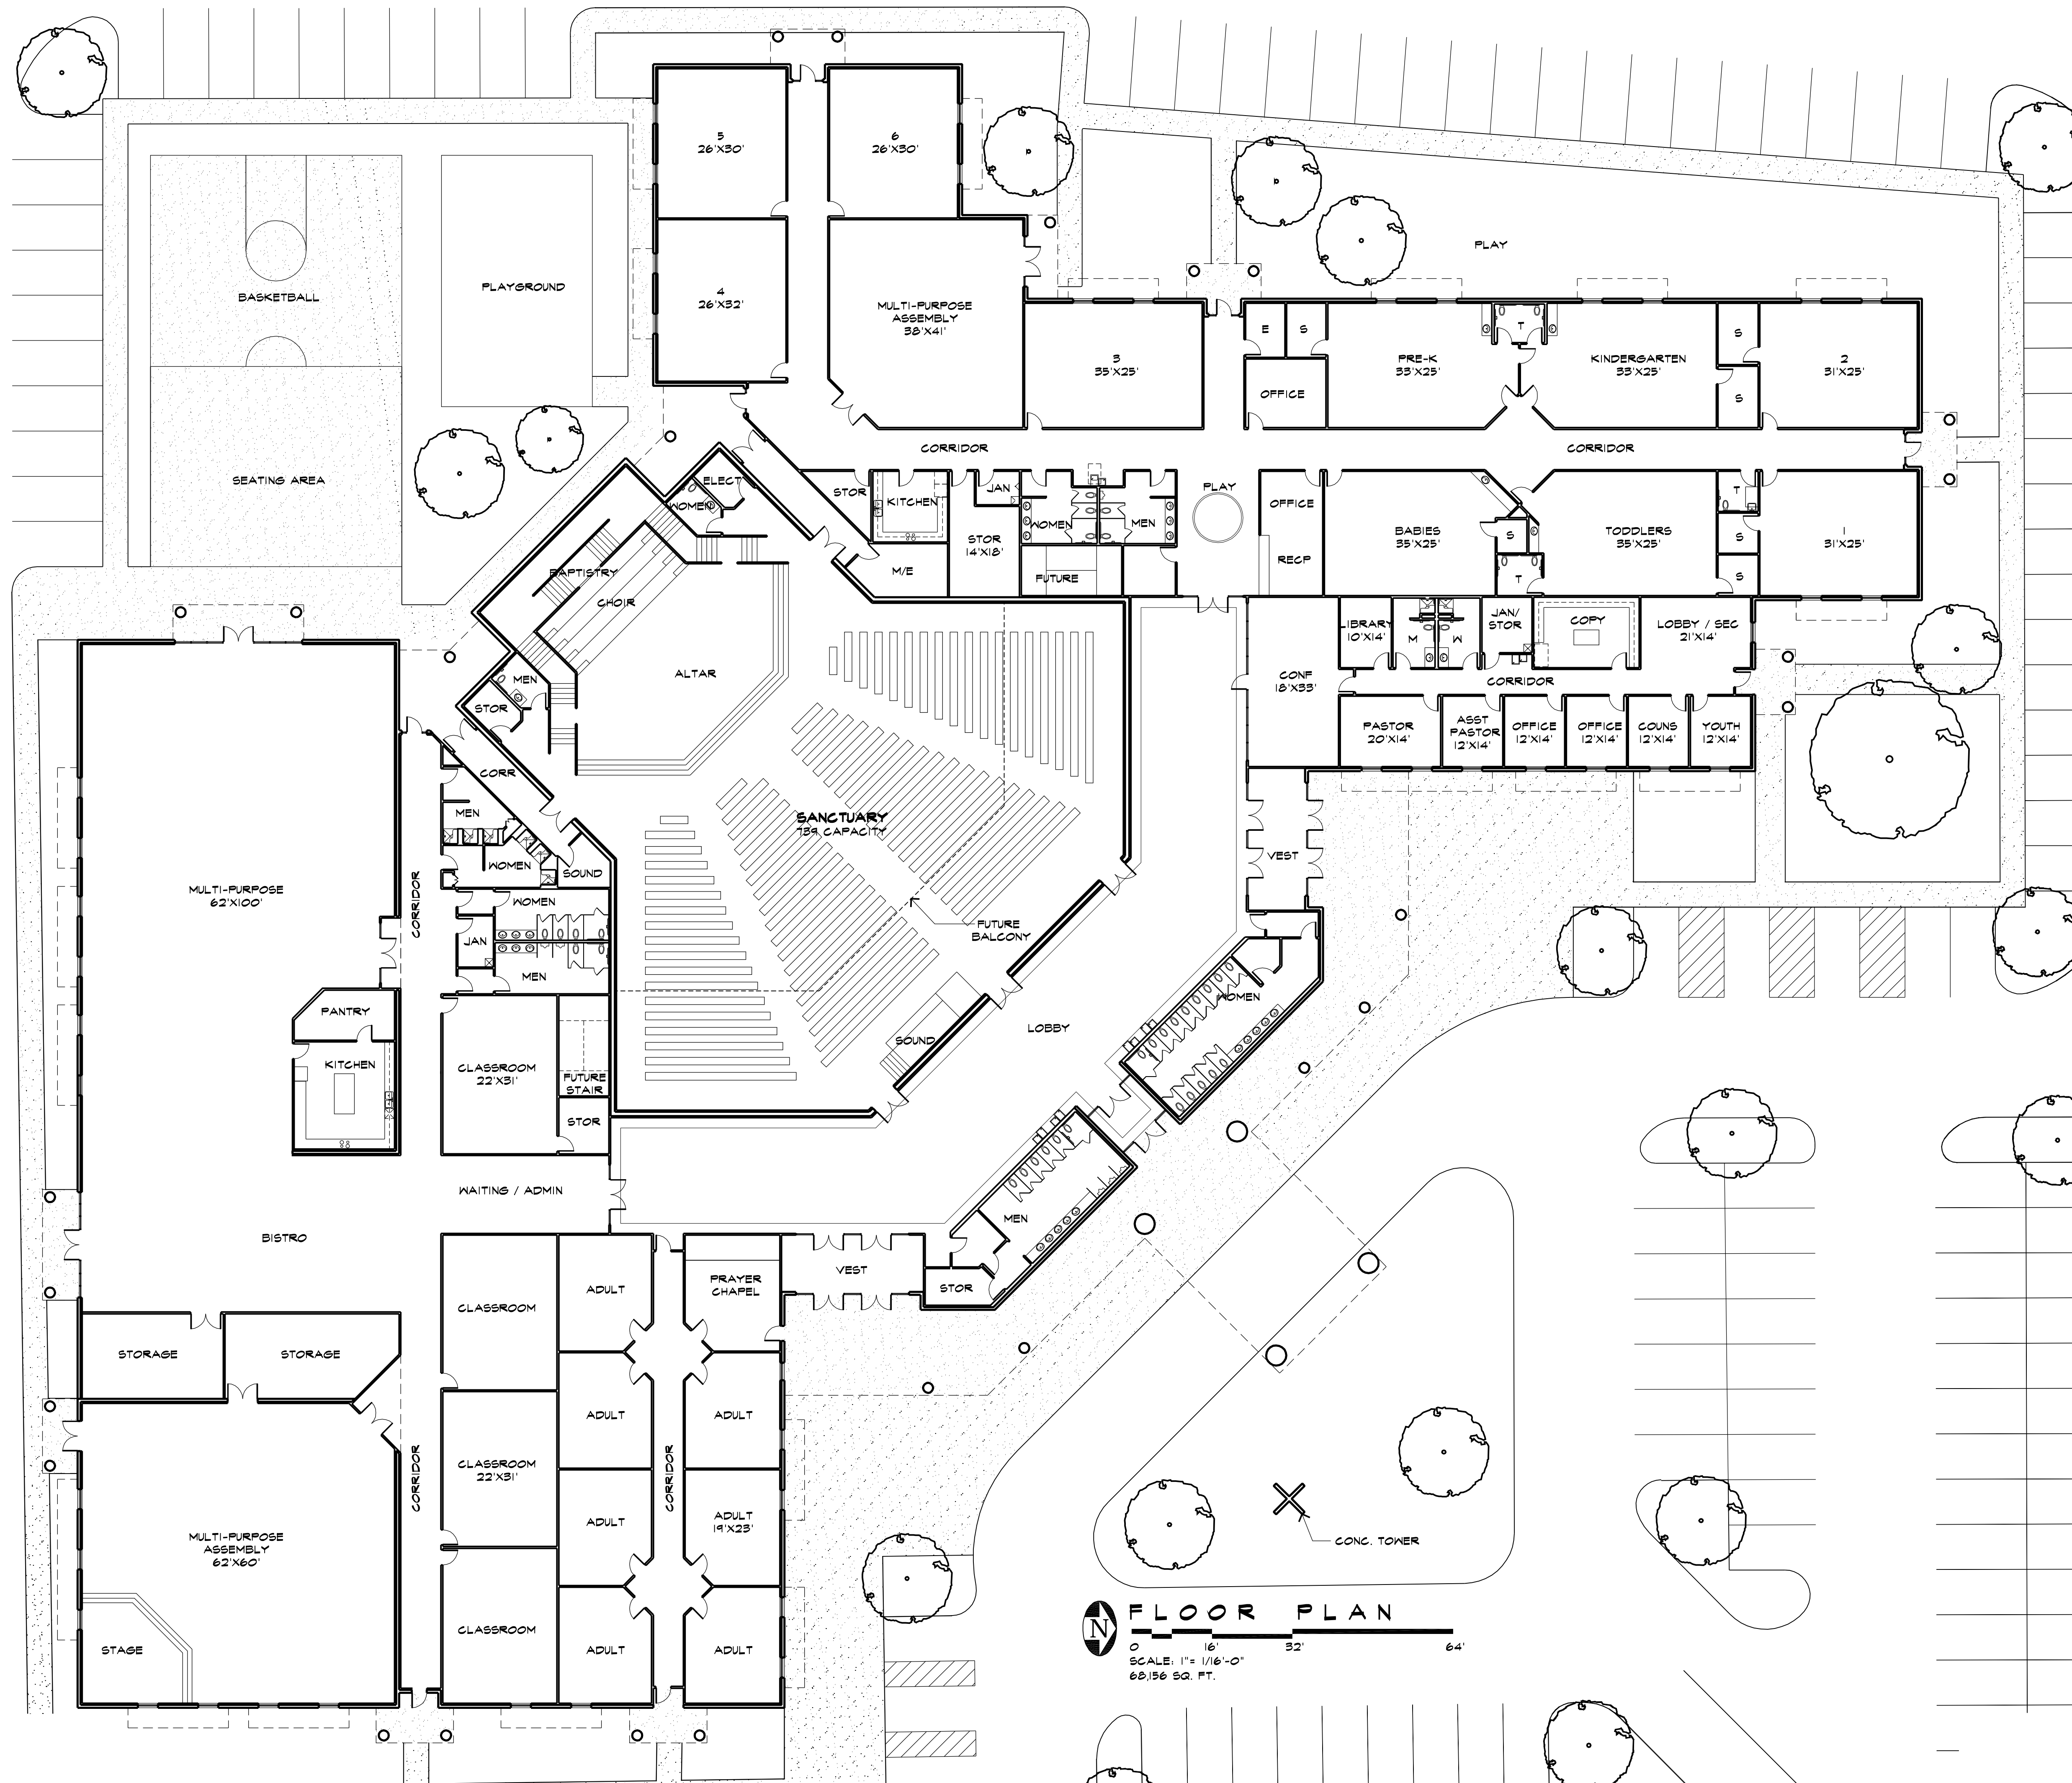 5
26'X30'
6
26'X30'
PLAY
PLAYGROUND
BASKETBALL
4
26'X32'
MULTI-PURPOSE
ASSEMBLY
38'X41'
3
35'X25'
E
S
T
S
PRE-K
33'X25'
KINDERGARTEN
33'X25'
2
31'X25'
OFFICE
S
CORRIDOR
CORRIDOR
SEATING AREA
ELECT
WOMEN
STOR
KITCHEN
JAN
WOMEN
MEN
PLAY
OFFICE
T
BABIES
35'X25'
S
TODDLERS
35'X25'
S
1
31'X25'
STOR
14'X18'
M/E
FUTURE
RECP
T
S
BAPTISTRY
CHOIR
LIBRARY
10'X14'
M
W
JAN/
STOR
COPY
LOBBY / SEC
21'X14'
ALTAR
MEN
STOR
CONF
18'X33'
CORRIDOR
PASTOR
20'X14'
ASST
PASTOR
12'X14'
OFFICE
12'X14'
OFFICE
12'X14'
COUNS
12'X14'
YOUTH
12'X14'
CORR
MEN
SANCTUARY
739 CAPACITY
WOMEN
SOUND
VEST
MULTI-PURPOSE
62'X100'
CORRIDOR
WOMEN
FUTURE
BALCONY
JAN
MEN
WOMEN
PANTRY
LOBBY
SOUND
KITCHEN
CLASSROOM
22'X31'
FUTURE
STAIR
STOR
WAITING / ADMIN
MEN
BISTRO
VEST
STOR
ADULT
PRAYER
CHAPEL
CLASSROOM
STORAGE
STORAGE
ADULT
ADULT
CLASSROOM
22'X31'
CORRIDOR
CORRIDOR
ADULT
ADULT
19'X23'
MULTI-PURPOSE
ASSEMBLY
62'X60'
CONC. TOWER
CLASSROOM
STAGE
ADULT
ADULT
N
FLOOR PLAN
0 16' 32' 64'
SCALE: 1"= 1/16'-0"
68,156 SQ. FT.